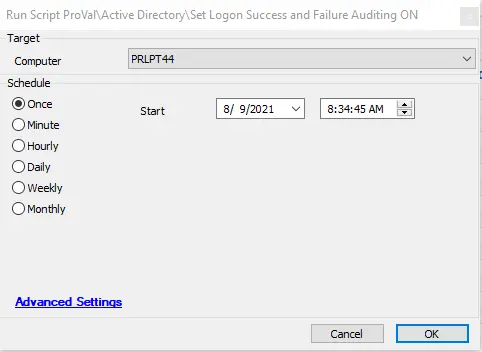 Run Script ProVal\Active Directory\Set Logon Success and Failure Auditing ON
Target
Computer PRLPT44
Schedule
Once Start 8/ 9/2021 8:34:45 AM
Minute
Hourly
Daily
Weekly
Monthly
Advanced Settings
Cancel OK